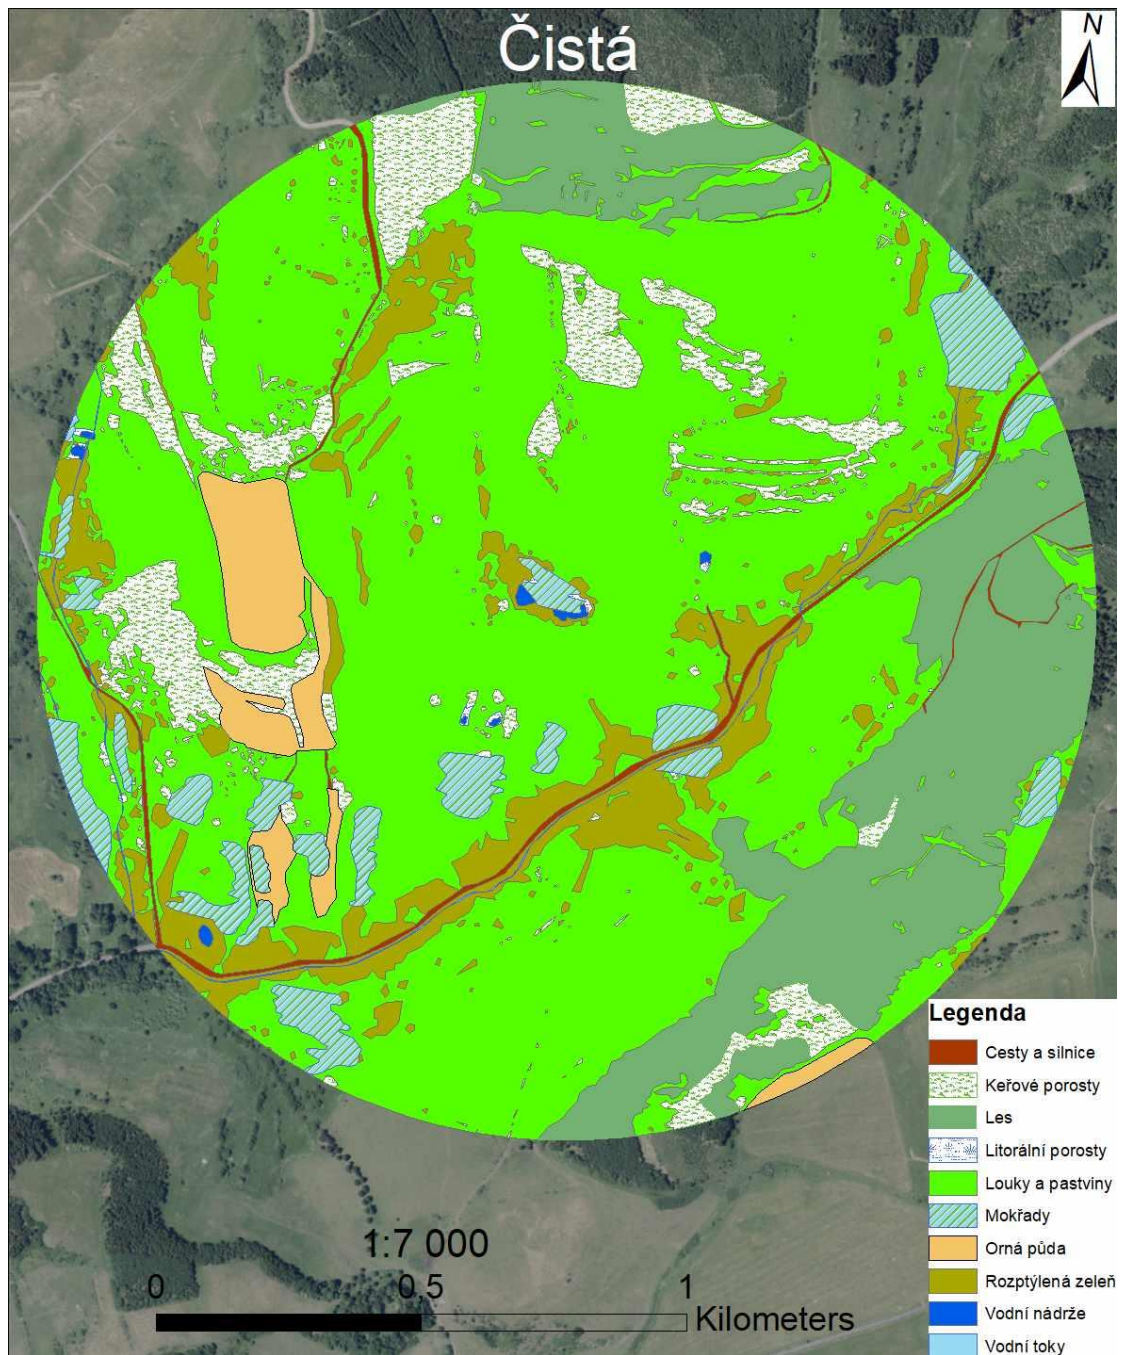 Čistá
N
Legenda
Cesty a silnice
Keřové porosty
Les
Litorální porosty
Louky a pastviny
Mokřady
Orná půda
Rozptýlená zeleň
Vodní nádrže
Vodní toky
1:7 000
0 0,5 1
Kilometers